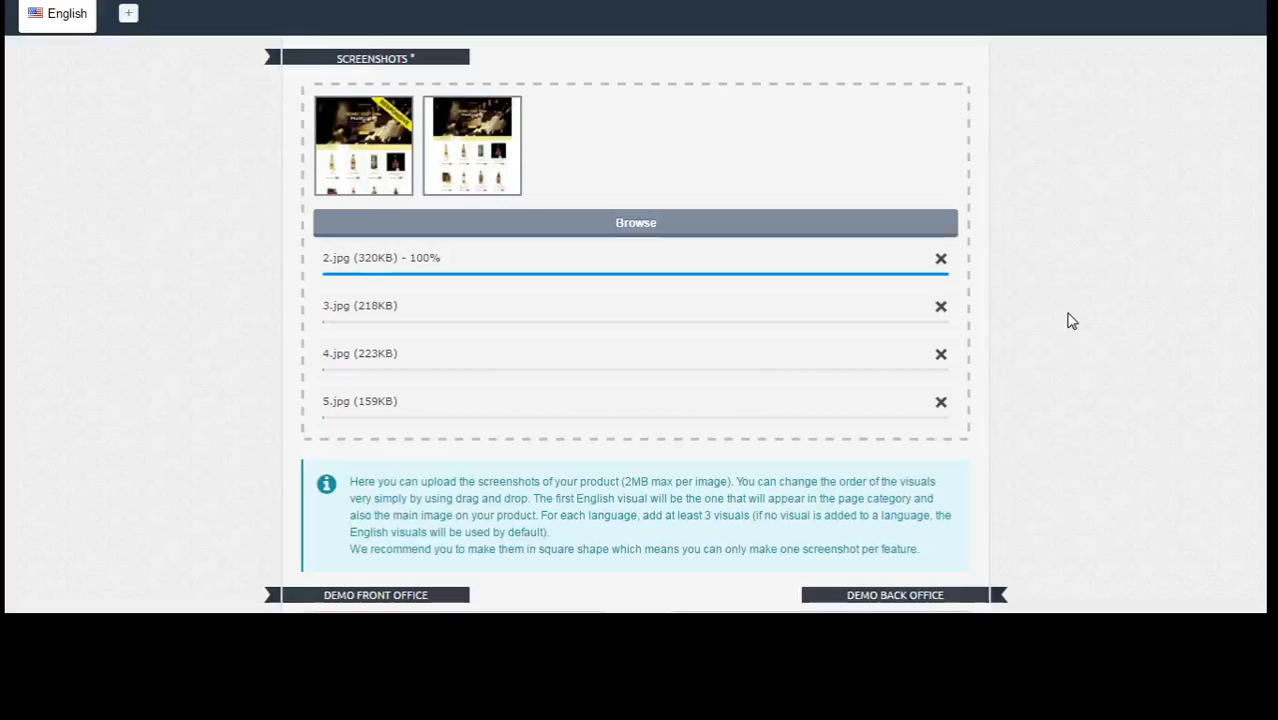 English
+
SCREENSHOTS *
RESPONSIVE
Browse
2.jpg (320KB) - 100%
3.jpg (218KB)
4.jpg (223KB)
5.jpg (159KB)
Here you can upload the screenshots of your product (2MB max per image). You can change the order of the visuals
very simply by using drag and drop. The first English visual will be the one that will appear in the page category and
also the main image on your product. For each language, add at least 3 visuals (if no visual is added to a language, the
English visuals will be used by default).
We recommend you to make them in square shape which means you can only make one screenshot per feature.
DEMO FRONT OFFICE
DEMO BACK OFFICE